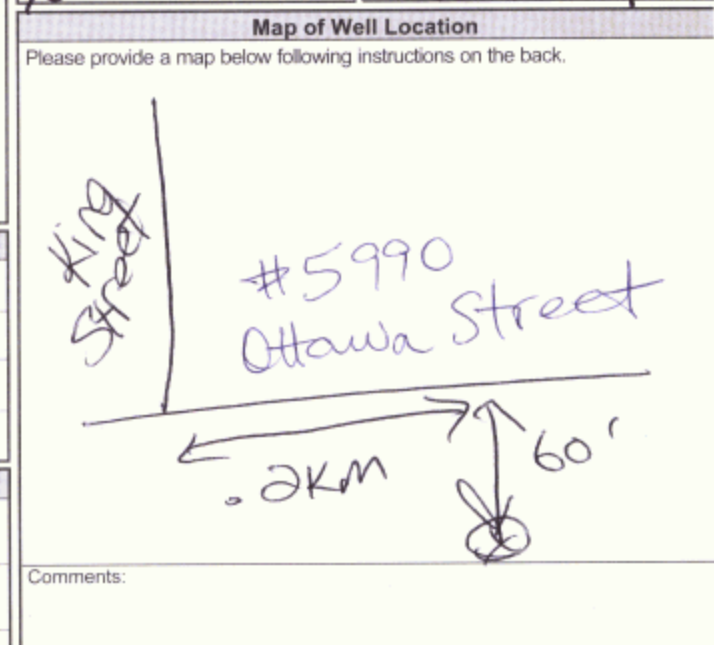 Map of Well Location
Please provide a map below following instructions on the back.
King
Street
#5990
Ottawa Street
.2KM
60'
Comments: